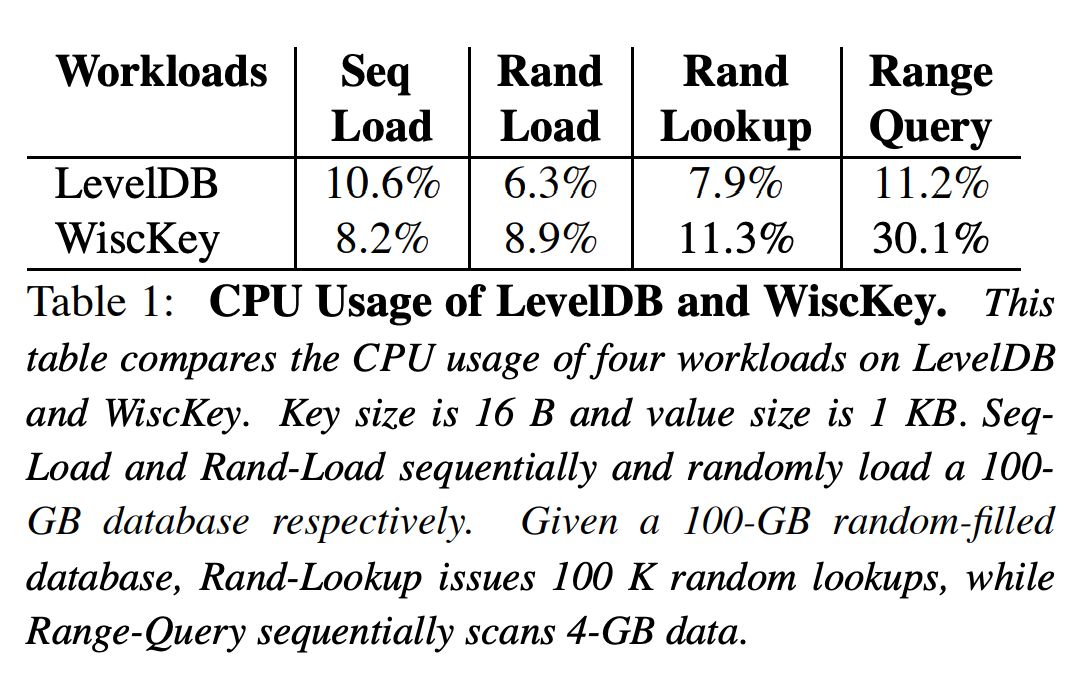 Workloads Seq Rand Rand Range
Load Load Lookup Query
LevelDB 10.6% 6.3% 7.9% 11.2%
WiscKey 8.2% 8.9% 11.3% 30.1%
Table 1: CPU Usage of LevelDB and WiscKey. This
table compares the CPU usage of four workloads on LevelDB
and WiscKey. Key size is 16 B and value size is 1 KB. Seq-
Load and Rand-Load sequentially and randomly load a 100-
GB database respectively. Given a 100-GB random-filled
database, Rand-Lookup issues 100 K random lookups, while
Range-Query sequentially scans 4-GB data.